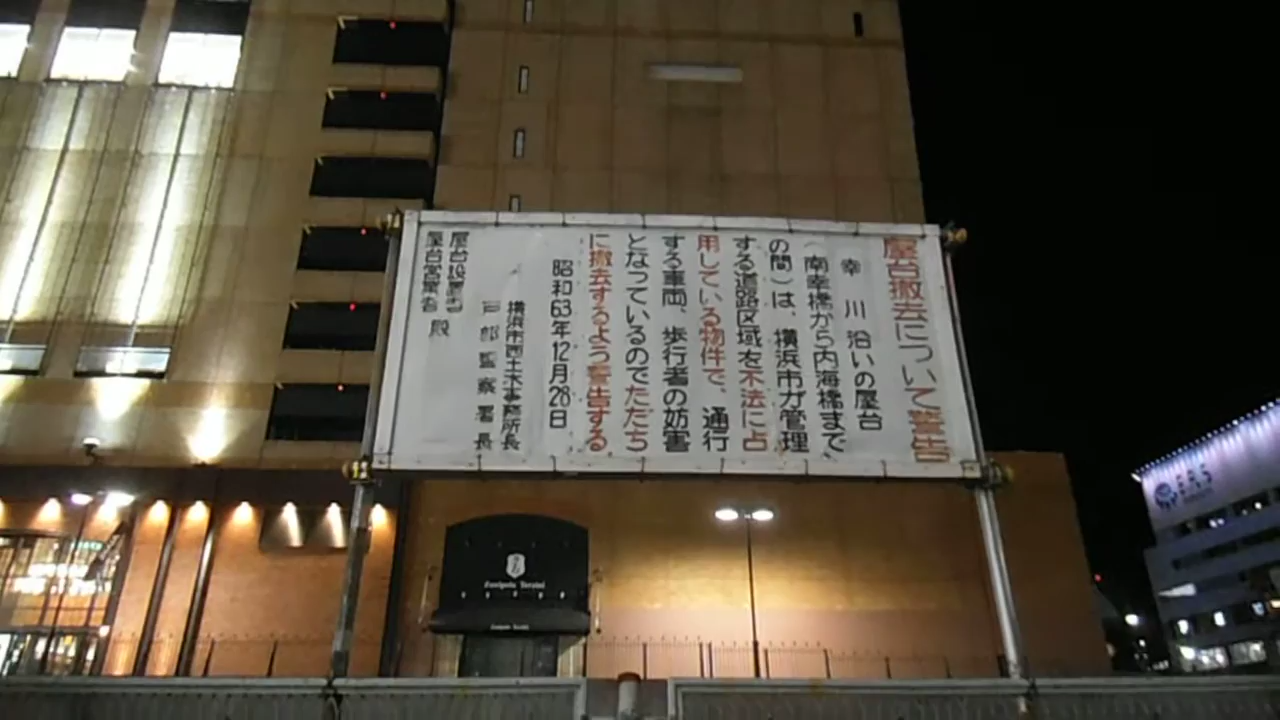 屋台撤去について警告
幸 川 沿いの屋台
(南幸橋から内海橋まで
の間)は、横浜市が管理
する道路区域を不法に占
用している物件で、通行
する車両、歩行者の妨害
となっているのでただち
に撤去するよう警告する
昭和63年12月28日
横浜市西土木事務所長
戸部警察署長
屋台設置者
屋台営業者 殿